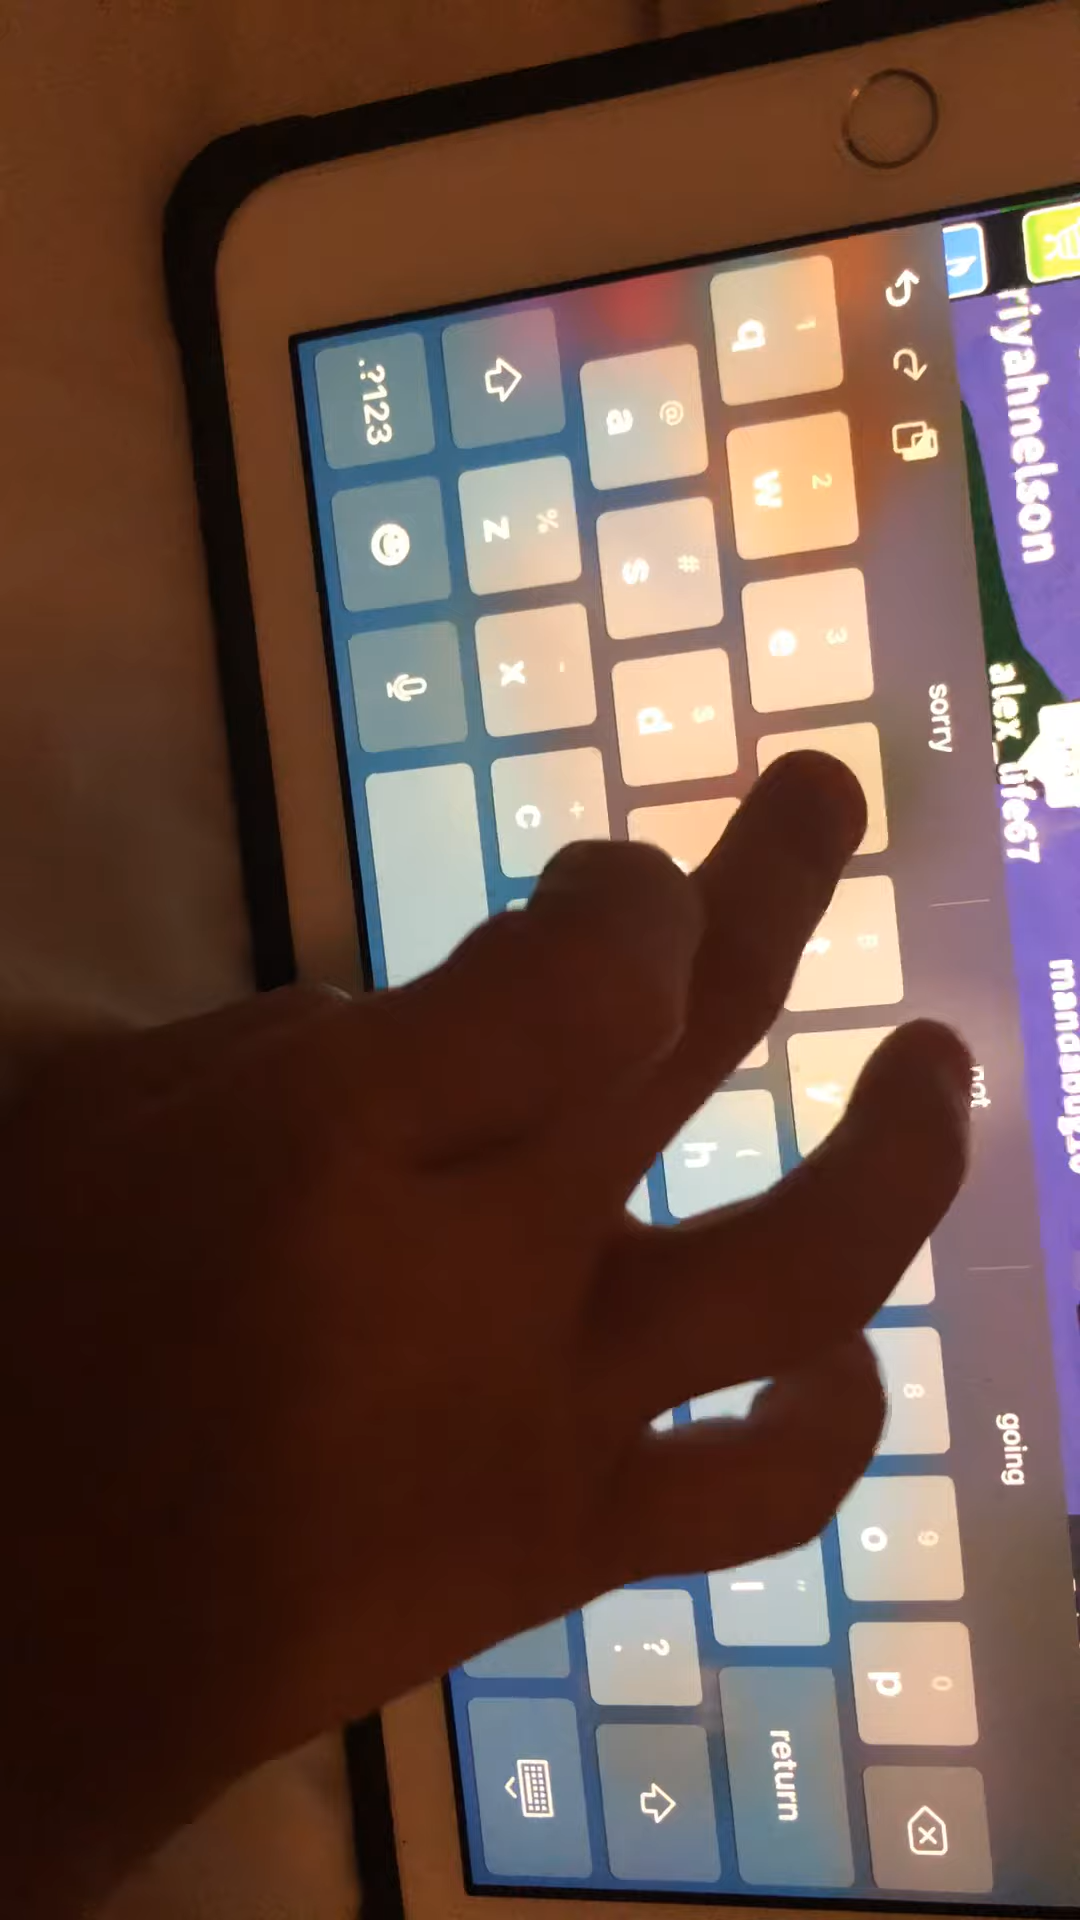 riyahnelson
alex_life67
sorry
not
going
1 2 3 8 9 0
q w e y o p
@ # $ ( "
a s d h l return
% - + ?
z x c .
.?123